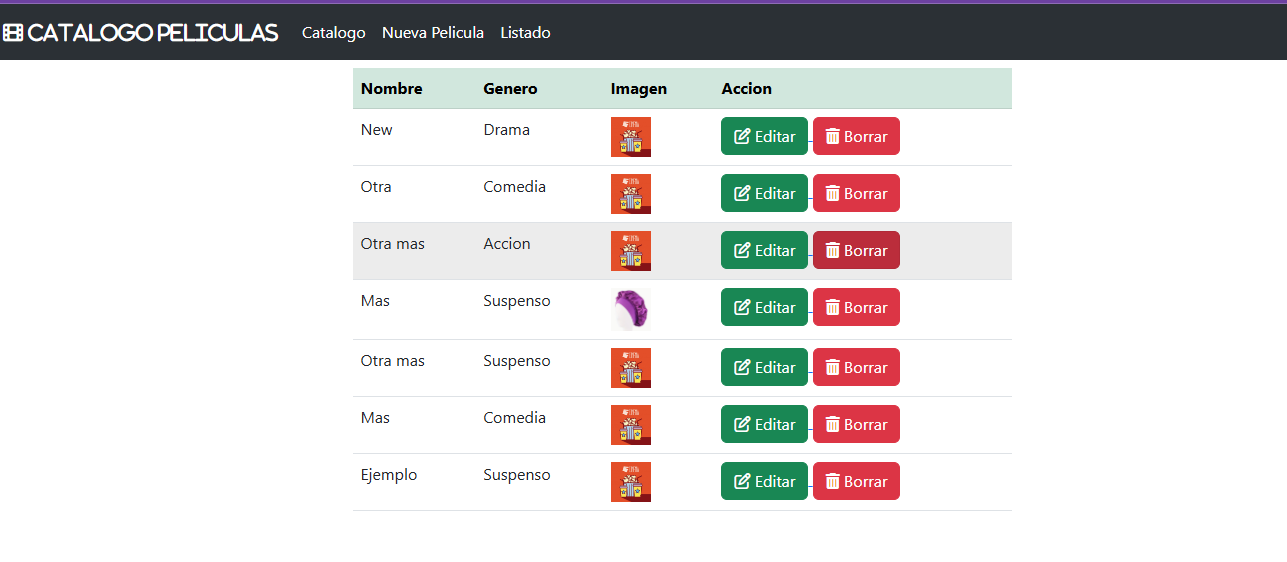 CATALOGO PELICULAS Catalogo Nueva Pelicula Listado
Nombre Genero Imagen Accion
New Drama Editar Borrar
Otra Comedia Editar Borrar
Otra mas Accion Editar Borrar
Mas Suspenso Editar Borrar
Otra mas Suspenso Editar Borrar
Mas Comedia Editar Borrar
Ejemplo Suspenso Editar Borrar